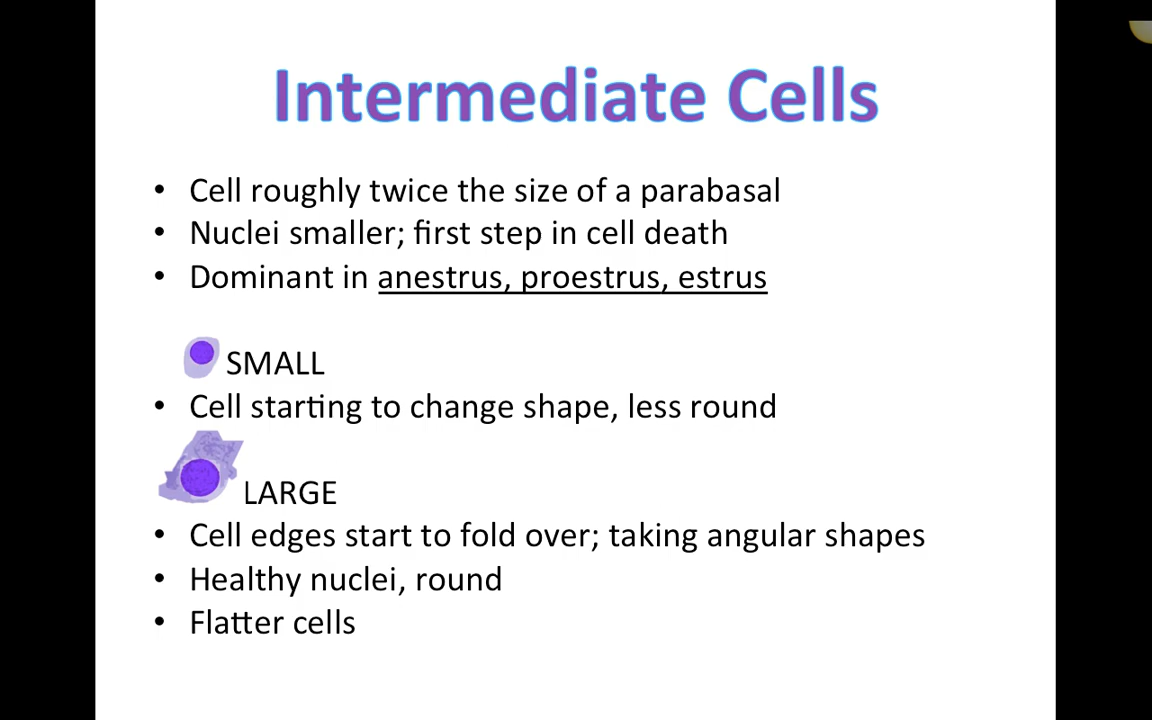 Intermediate Cells
• Cell roughly twice the size of a parabasal
• Nuclei smaller; first step in cell death
• Dominant in anestrus, proestrus, estrus
SMALL
• Cell starting to change shape, less round
LARGE
• Cell edges start to fold over; taking angular shapes
• Healthy nuclei, round
• Flatter cells